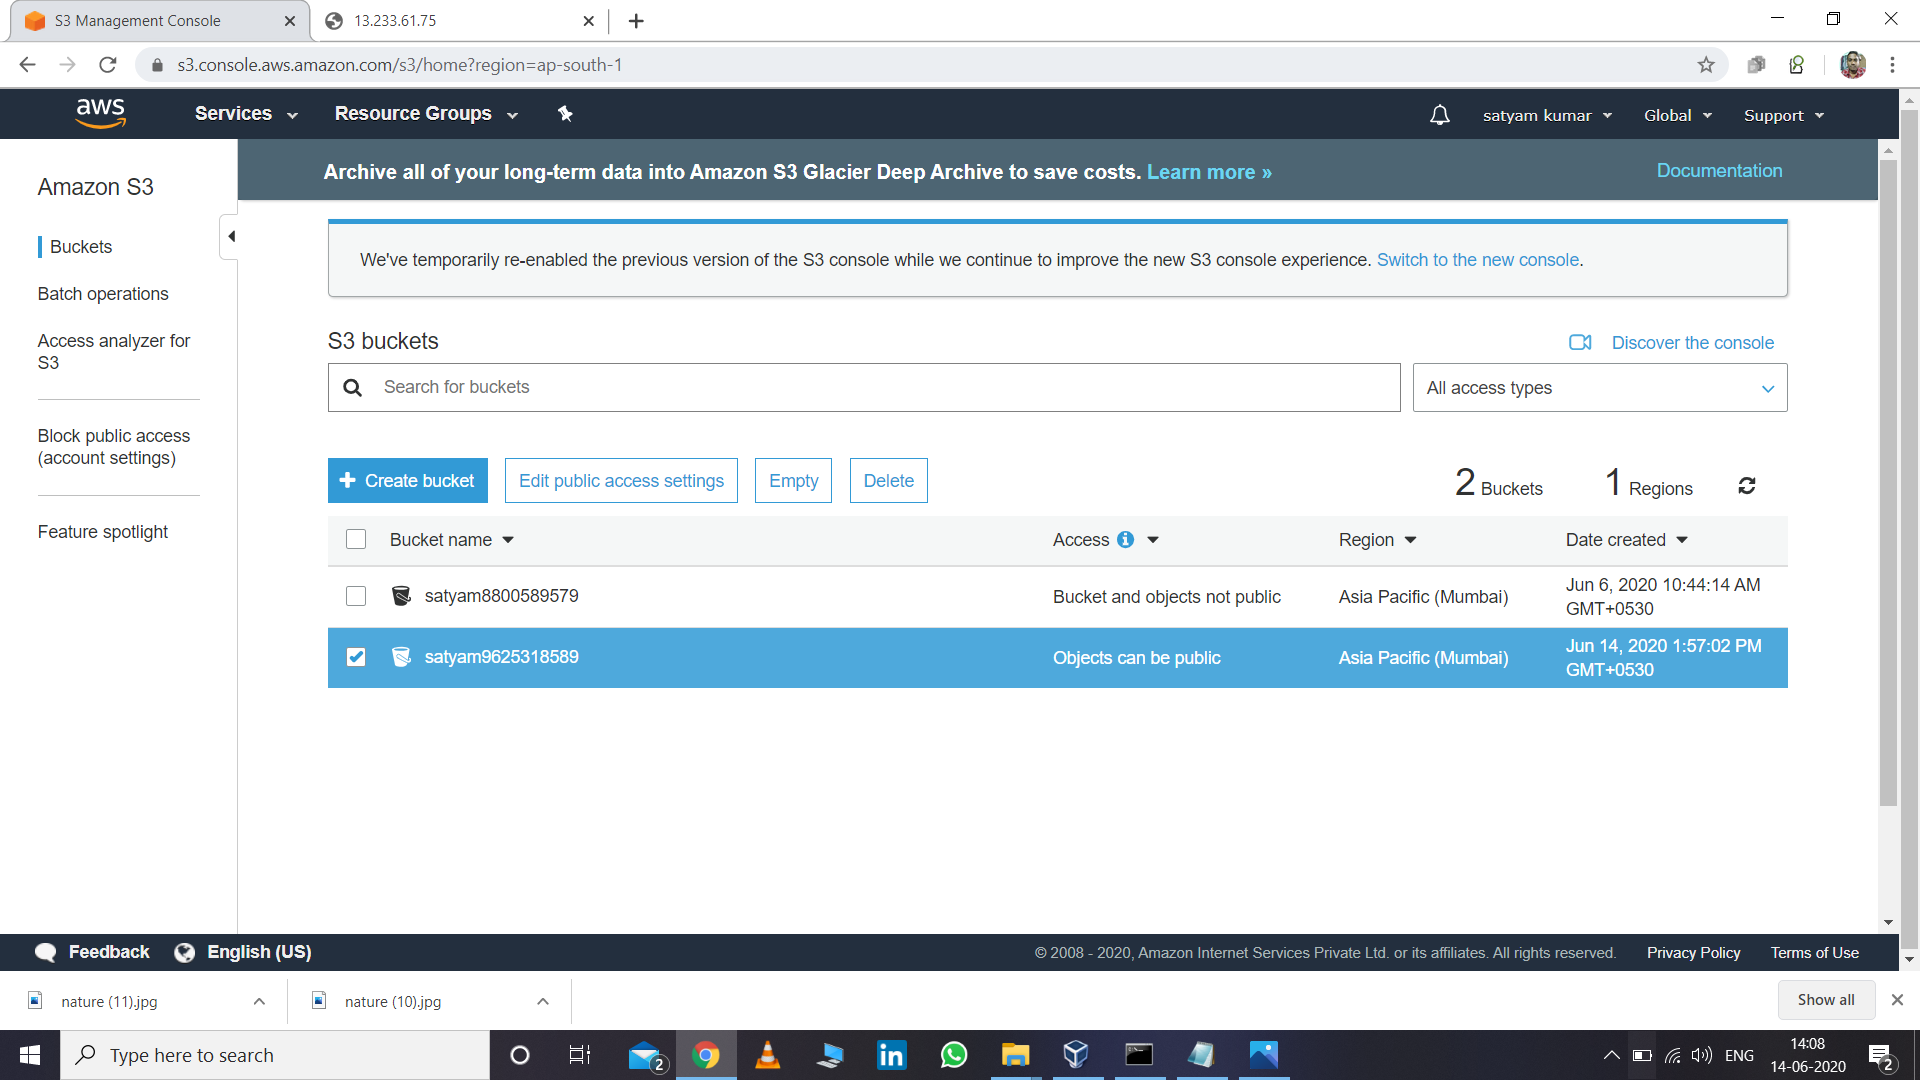 S3 Management Console
13.233.61.75
s3.console.aws.amazon.com/s3/home?region=ap-south-1
aws
Services
Resource Groups
satyam kumar
Global
Support
Amazon S3
Buckets
Batch operations
Access analyzer for
S3
Block public access
(account settings)
Feature spotlight
Archive all of your long-term data into Amazon S3 Glacier Deep Archive to save costs. Learn more »
Documentation
We've temporarily re-enabled the previous version of the S3 console while we continue to improve the new S3 console experience. Switch to the new console.
S3 buckets
Discover the console
Search for buckets
All access types
+ Create bucket
Edit public access settings
Empty
Delete
2 Buckets
1 Regions
Bucket name
Access
Region
Date created
satyam8800589579
Bucket and objects not public
Asia Pacific (Mumbai)
Jun 6, 2020 10:44:14 AM
GMT+0530
satyam9625318589
Objects can be public
Asia Pacific (Mumbai)
Jun 14, 2020 1:57:02 PM
GMT+0530
Feedback
English (US)
© 2008 - 2020, Amazon Internet Services Private Ltd. or its affiliates. All rights reserved.
Privacy Policy
Terms of Use
nature (11).jpg
nature (10).jpg
Show all
Type here to search
2
ENG
14:08
14-06-2020
2